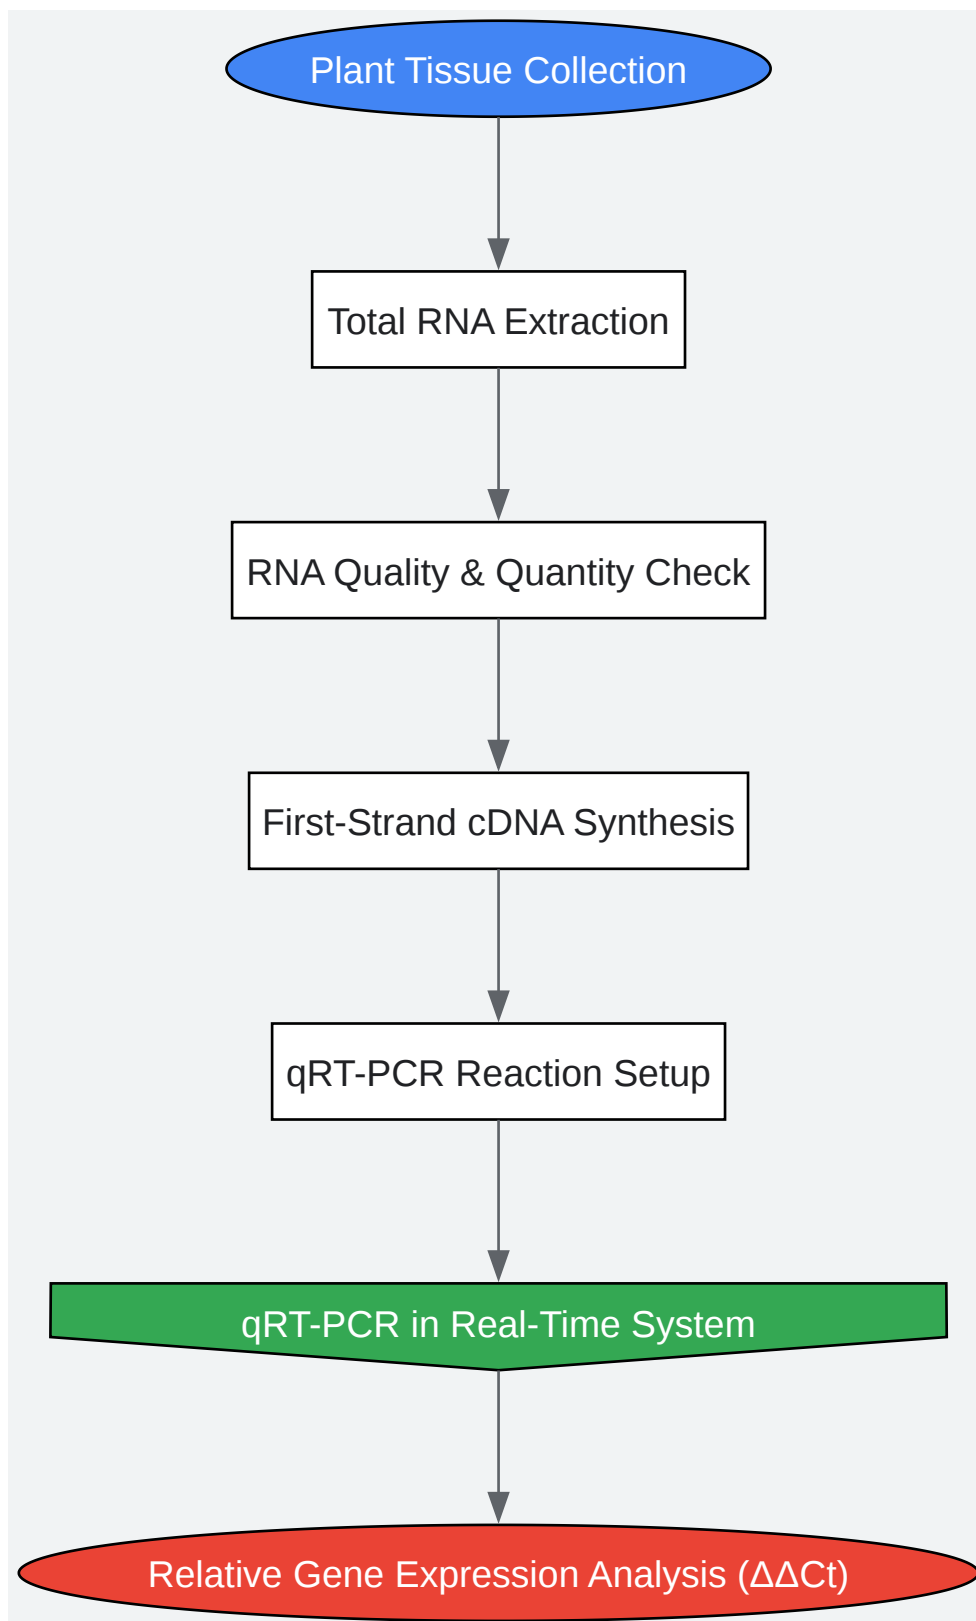 Plant Tissue Collection
Total RNA Extraction
RNA Quality & Quantity Check
First-Strand cDNA Synthesis
qRT-PCR Reaction Setup
qRT-PCR in Real-Time System
Relative Gene Expression Analysis (ΔΔCt)